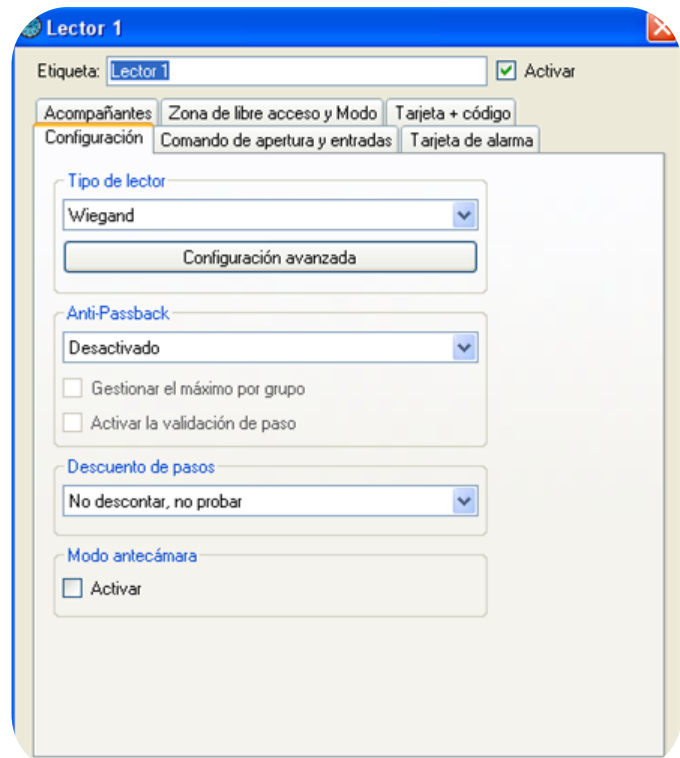 Lector 1
Etiqueta: Lector 1 Activar
Acompañantes Zona de libre acceso y Modo Tarjeta + código
Configuración Comando de apertura y entradas Tarjeta de alarma
Tipo de lector
Wiegand
Configuración avanzada
Anti-Passback
Desactivado
Gestionar el máximo por grupo
Activar la validación de paso
Descuento de pasos
No descontar, no probar
Modo antecámara
Activar